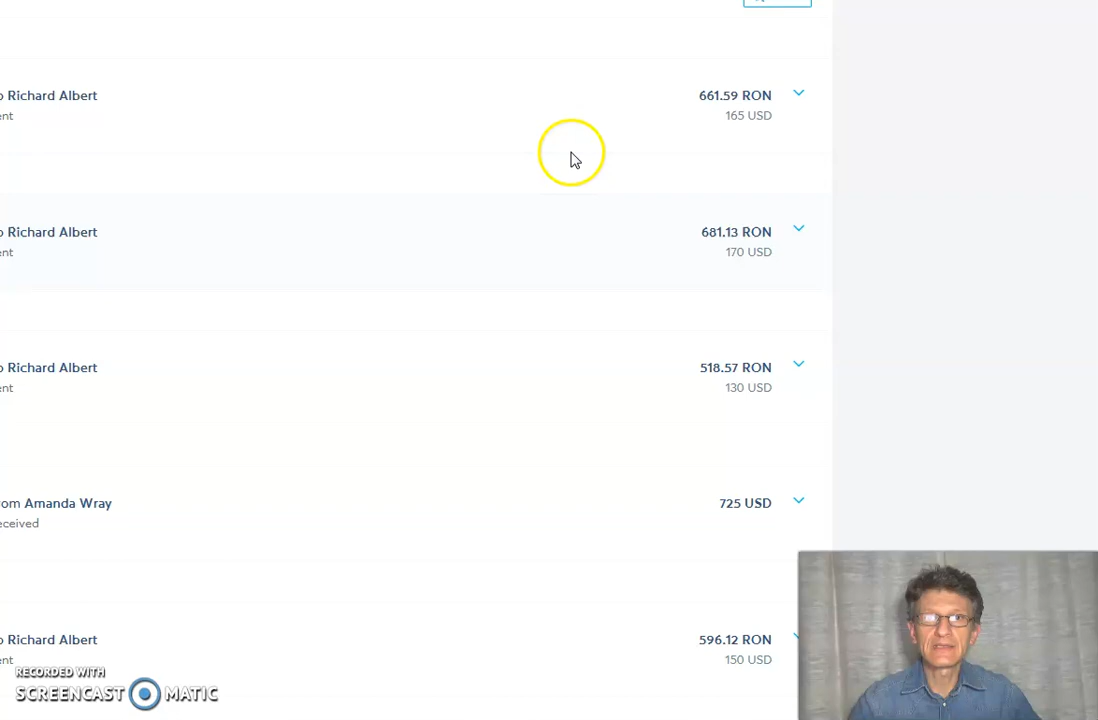 Richard Albert 661.59 RON
ent 165 USD
Richard Albert 681.13 RON
ent 170 USD
Richard Albert 518.57 RON
ent 130 USD
om Amanda Wray 725 USD
eceived
Richard Albert 596.12 RON
ent 150 USD
RECORDED WITH
SCREENCAST MATIC